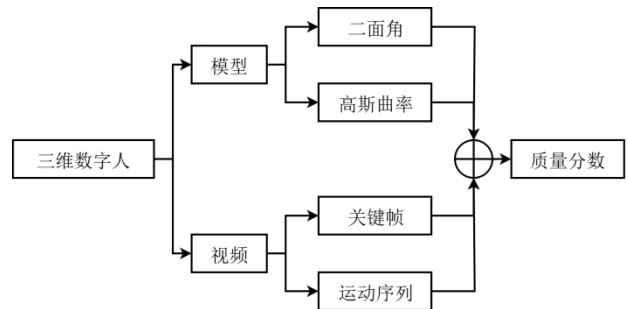 二面角
模型
高斯曲率
三维数字人
质量分数
关键帧
视频
运动序列